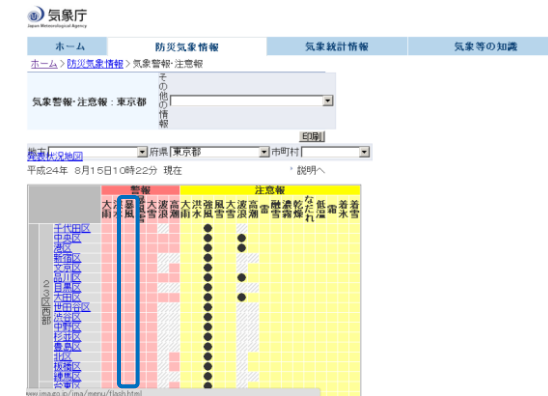 気象庁
Japan Meteorological Agency
ホーム 防災気象情報 気象統計情報 気象等の知識
ホーム > 防災気象情報 > 気象警報・注意報
気象警報・注意報：東京都
その他の情報
印刷
地方 府県 東京都 市町村
発表状況地図
平成24年 8月15日10時22分 現在
説明へ
警報 注意報
大雨 洪水 暴風 暴風雪 大雪 波浪 高潮 大雨 洪水 強風 風雪 大雪 波浪 高潮 雷 融雪 濃霧 乾燥 なだれ 低温 霜 着氷 着雪
23区西部
千代田区
中央区
港区
新宿区
文京区
品川区
目黒区
大田区
世田谷区
渋谷区
中野区
杉並区
豊島区
北区
板橋区
練馬区
台東区
www.jma.go.jp/jma/menu/flash.html